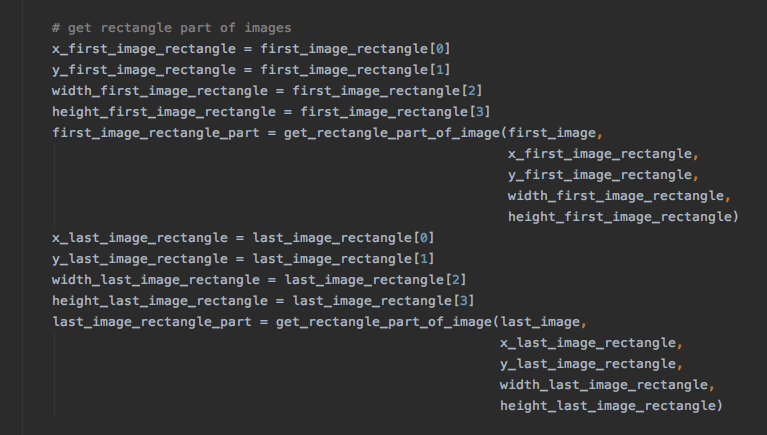 # get rectangle part of images
x_first_image_rectangle = first_image_rectangle[0]
y_first_image_rectangle = first_image_rectangle[1]
width_first_image_rectangle = first_image_rectangle[2]
height_first_image_rectangle = first_image_rectangle[3]
first_image_rectangle_part = get_rectangle_part_of_image(first_image,
x_first_image_rectangle,
y_first_image_rectangle,
width_first_image_rectangle,
height_first_image_rectangle)
x_last_image_rectangle = last_image_rectangle[0]
y_last_image_rectangle = last_image_rectangle[1]
width_last_image_rectangle = last_image_rectangle[2]
height_last_image_rectangle = last_image_rectangle[3]
last_image_rectangle_part = get_rectangle_part_of_image(last_image,
x_last_image_rectangle,
y_last_image_rectangle,
width_last_image_rectangle,
height_last_image_rectangle)